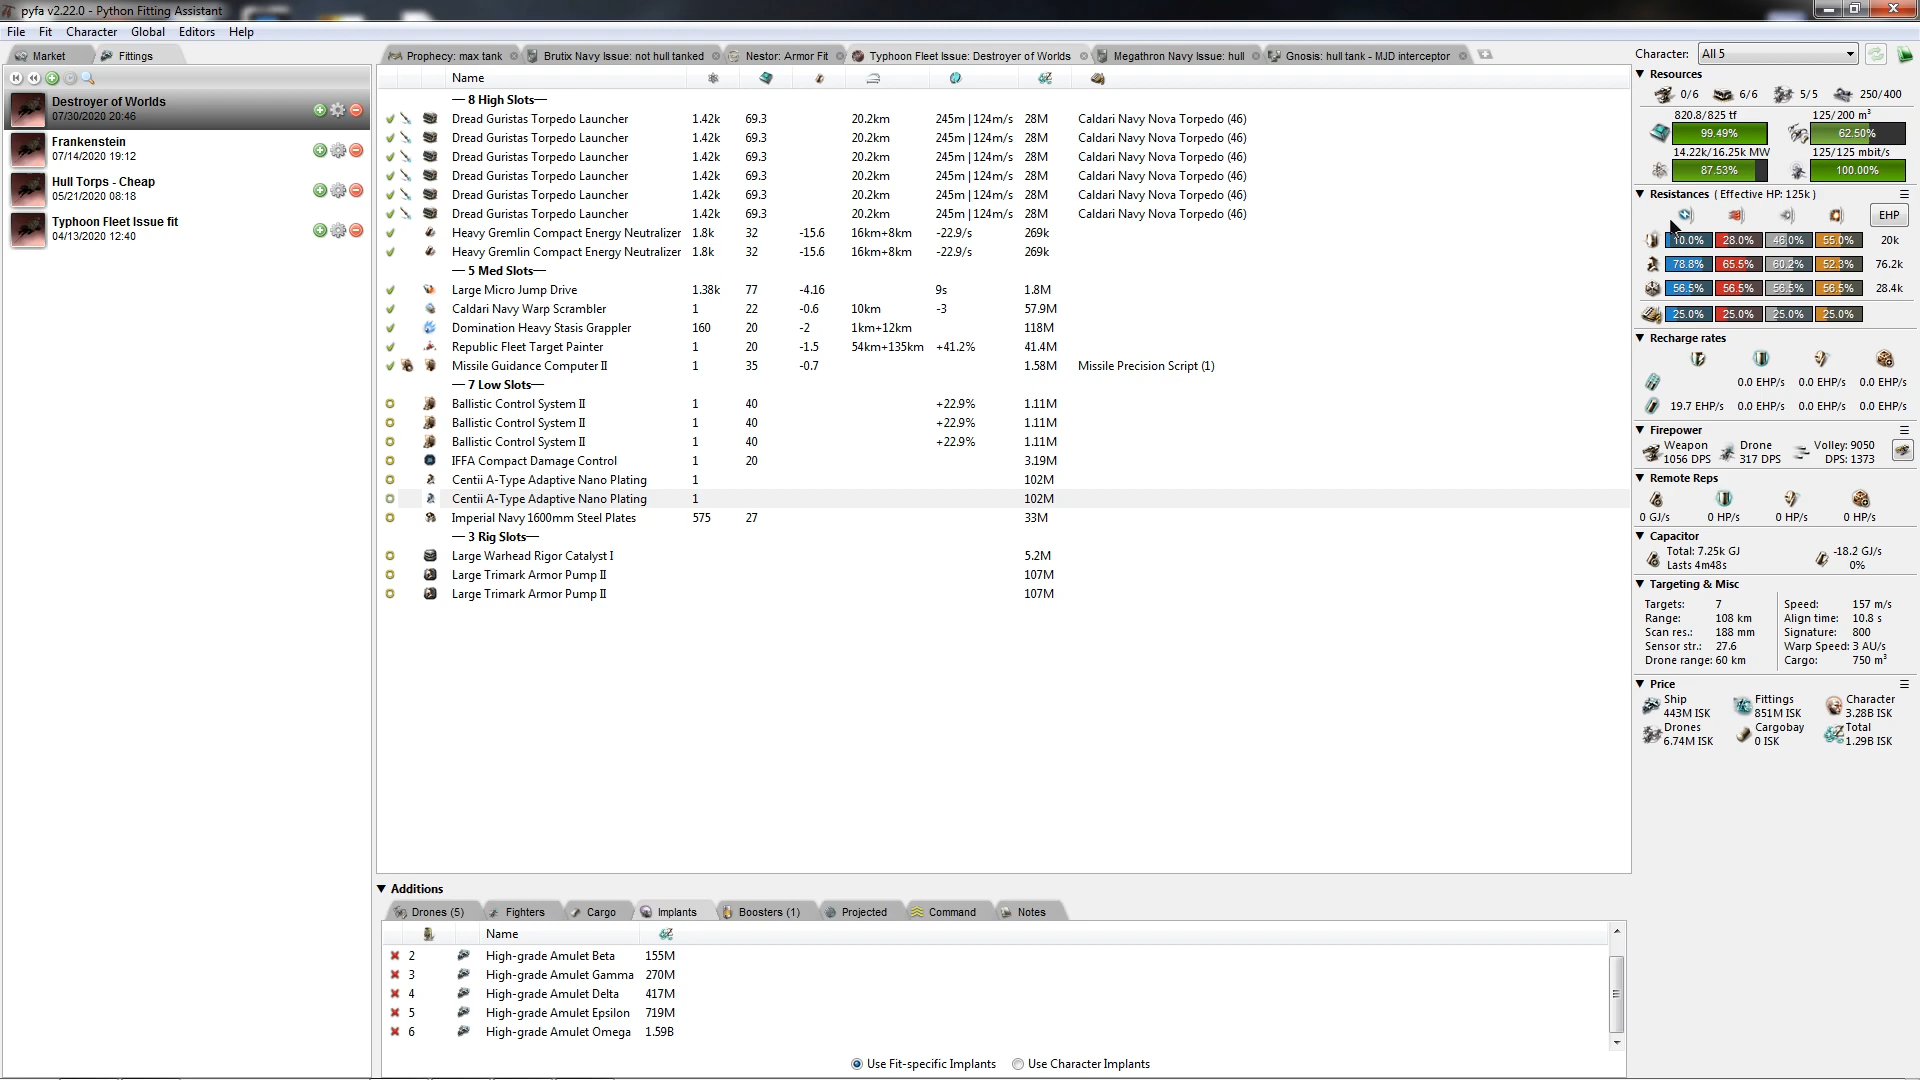 pyfa v2.22.0 - Python Fitting Assistant
File Fit Character Global Editors Help
Market Fittings
Prophecy: max tank Brutix Navy Issue: not hull tanked Nestor: Armor Fit Typhoon Fleet Issue: Destroyer of Worlds Megathron Navy Issue: hull Gnosis: hull tank - MJD interceptor
Character: All 5
Destroyer of Worlds
07/30/2020 20:46
Frankenstein
07/14/2020 19:12
Hull Torps - Cheap
05/21/2020 08:18
Typhoon Fleet Issue fit
04/13/2020 12:40
Name
— 8 High Slots—
Dread Guristas Torpedo Launcher 1.42k 69.3 20.2km 245m | 124m/s 28M Caldari Navy Nova Torpedo (46)
Dread Guristas Torpedo Launcher 1.42k 69.3 20.2km 245m | 124m/s 28M Caldari Navy Nova Torpedo (46)
Dread Guristas Torpedo Launcher 1.42k 69.3 20.2km 245m | 124m/s 28M Caldari Navy Nova Torpedo (46)
Dread Guristas Torpedo Launcher 1.42k 69.3 20.2km 245m | 124m/s 28M Caldari Navy Nova Torpedo (46)
Dread Guristas Torpedo Launcher 1.42k 69.3 20.2km 245m | 124m/s 28M Caldari Navy Nova Torpedo (46)
Dread Guristas Torpedo Launcher 1.42k 69.3 20.2km 245m | 124m/s 28M Caldari Navy Nova Torpedo (46)
Heavy Gremlin Compact Energy Neutralizer 1.8k 32 -15.6 16km+8km -22.9/s 269k
Heavy Gremlin Compact Energy Neutralizer 1.8k 32 -15.6 16km+8km -22.9/s 269k
— 5 Med Slots—
Large Micro Jump Drive 1.38k 77 -4.16 9s 1.8M
Caldari Navy Warp Scrambler 1 22 -0.6 10km -3 57.9M
Domination Heavy Stasis Grappler 160 20 -2 1km+12km 118M
Republic Fleet Target Painter 1 20 -1.5 54km+135km +41.2% 41.4M
Missile Guidance Computer II 1 35 -0.7 1.58M Missile Precision Script (1)
— 7 Low Slots—
Ballistic Control System II 1 40 +22.9% 1.11M
Ballistic Control System II 1 40 +22.9% 1.11M
Ballistic Control System II 1 40 +22.9% 1.11M
IFFA Compact Damage Control 1 20 3.19M
Centii A-Type Adaptive Nano Plating 1 102M
Centii A-Type Adaptive Nano Plating 1 102M
Imperial Navy 1600mm Steel Plates 575 27 33M
— 3 Rig Slots—
Large Warhead Rigor Catalyst I 5.2M
Large Trimark Armor Pump II 107M
Large Trimark Armor Pump II 107M
Additions
Drones (5) Fighters Cargo Implants Boosters (1) Projected Command Notes
Name
2 High-grade Amulet Beta 155M
3 High-grade Amulet Gamma 270M
4 High-grade Amulet Delta 417M
5 High-grade Amulet Epsilon 719M
6 High-grade Amulet Omega 1.59B
Use Fit-specific Implants Use Character Implants
Resources
0/6 6/6 5/5 250/400
820.8/825 tf 125/200 m³
99.49% 62.50%
14.22k/16.25k MW 125/125 mbit/s
87.53% 100.00%
Resistances ( Effective HP: 125k )
EHP
10.0% 28.0% 46.0% 55.0% 20k
78.8% 65.5% 60.2% 52.3% 76.2k
56.5% 56.5% 56.5% 56.5% 28.4k
25.0% 25.0% 25.0% 25.0%
Recharge rates
0.0 EHP/s 0.0 EHP/s 0.0 EHP/s
19.7 EHP/s 0.0 EHP/s 0.0 EHP/s 0.0 EHP/s
Firepower
Weapon Drone Volley: 9050
1056 DPS 317 DPS DPS: 1373
Remote Reps
0 GJ/s 0 HP/s 0 HP/s 0 HP/s
Capacitor
Total: 7.25k GJ -18.2 GJ/s
Lasts 4m48s 0%
Targeting & Misc
Targets: 7 Speed: 157 m/s
Range: 108 km Align time: 10.8 s
Scan res.: 188 mm Signature: 800
Sensor str.: 27.6 Warp Speed: 3 AU/s
Drone range: 60 km Cargo: 750 m³
Price
Ship Fittings Character
443M ISK 851M ISK 3.28B ISK
Drones Cargobay Total
6.74M ISK 0 ISK 1.29B ISK